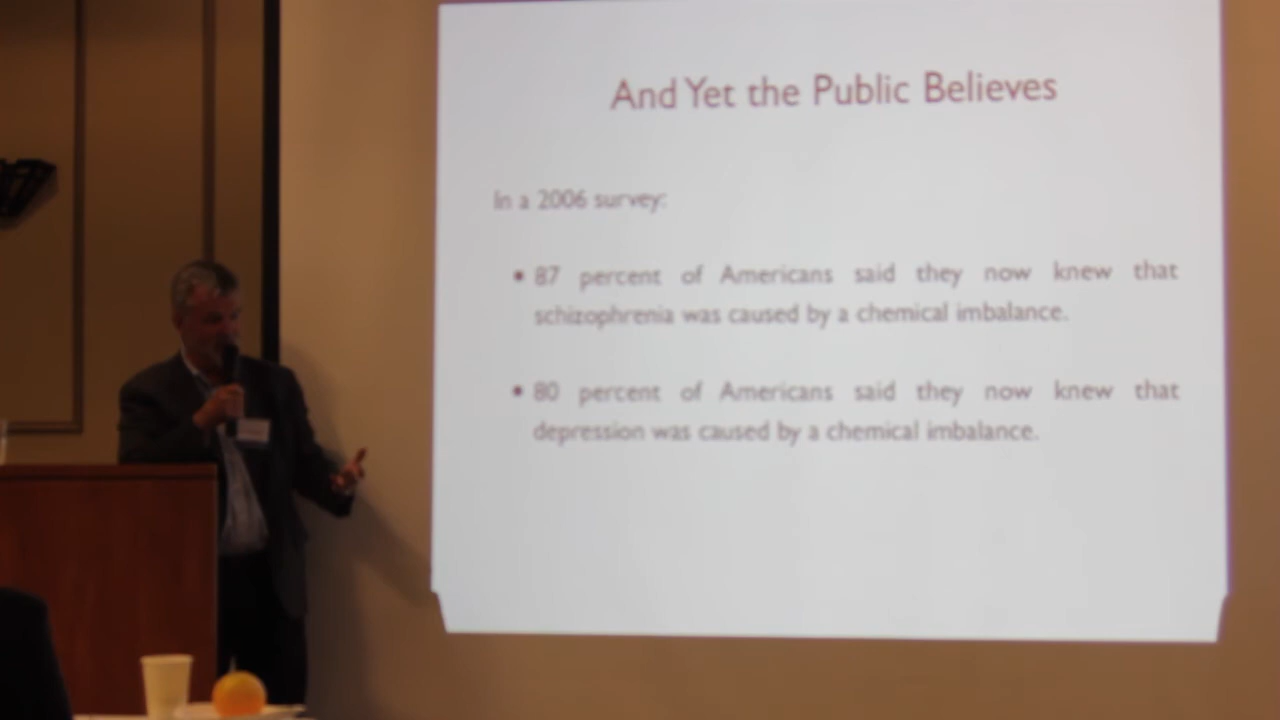 And Yet the Public Believes
In a 2006 survey:
• 87 percent of Americans said they now knew that
schizophrenia was caused by a chemical imbalance.
• 80 percent of Americans said they now knew that
depression was caused by a chemical imbalance.